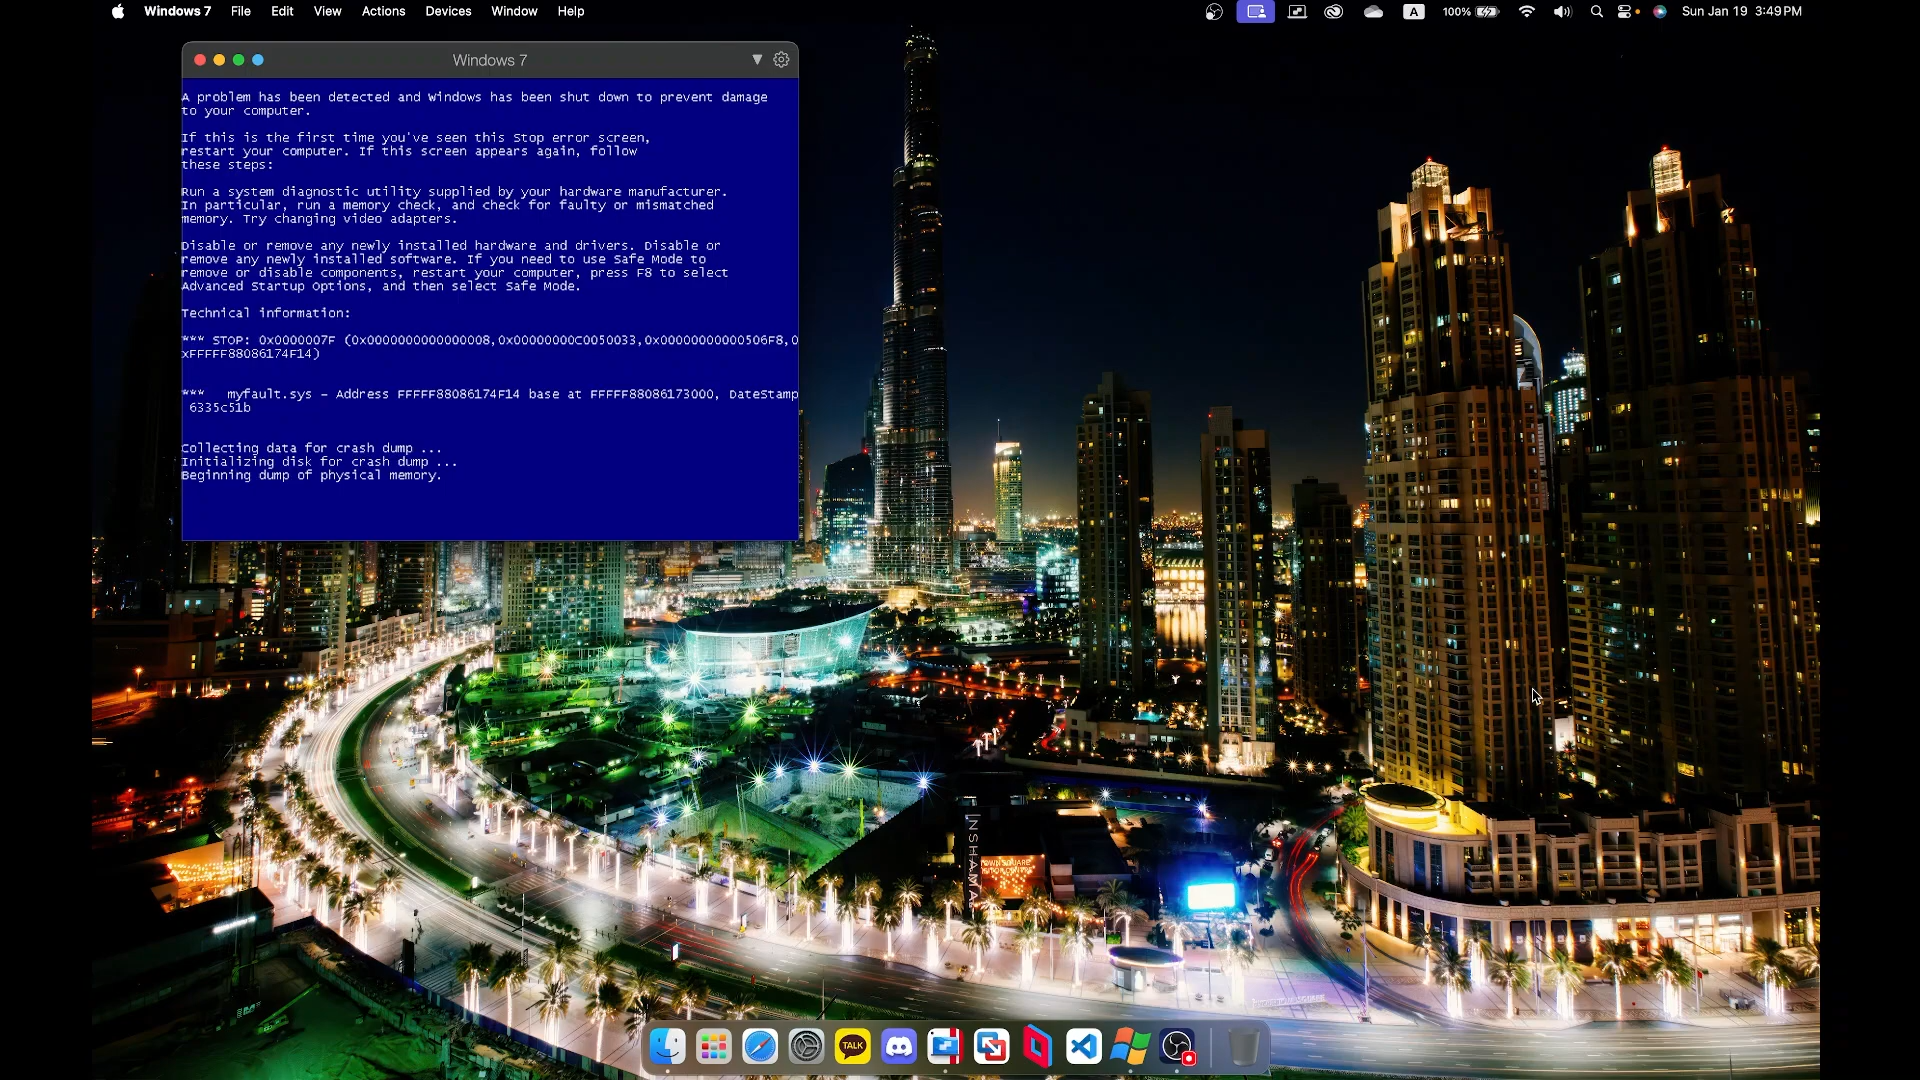 Windows 7 File Edit View Actions Devices Window Help
A 100% Sun Jan 19 3:49 PM
Windows 7
A problem has been detected and Windows has been shut down to prevent damage
to your computer.
If this is the first time you've seen this Stop error screen,
restart your computer. If this screen appears again, follow
these steps:
Run a system diagnostic utility supplied by your hardware manufacturer.
In particular, run a memory check, and check for faulty or mismatched
memory. Try changing video adapters.
Disable or remove any newly installed hardware and drivers. Disable or
remove any newly installed software. If you need to use Safe Mode to
remove or disable components, restart your computer, press F8 to select
Advanced Startup Options, and then select Safe Mode.
Technical information:
*** STOP: 0x0000007F (0x0000000000000008,0x00000000C0050033,0x00000000000506F8,0
xFFFFF88086174F14)
*** myfault.sys - Address FFFFF88086174F14 base at FFFFF88086173000, DateStamp
6335c51b
Collecting data for crash dump ...
Initializing disk for crash dump ...
Beginning dump of physical memory.
INSHAMA
TOWN SQUARE
TALK